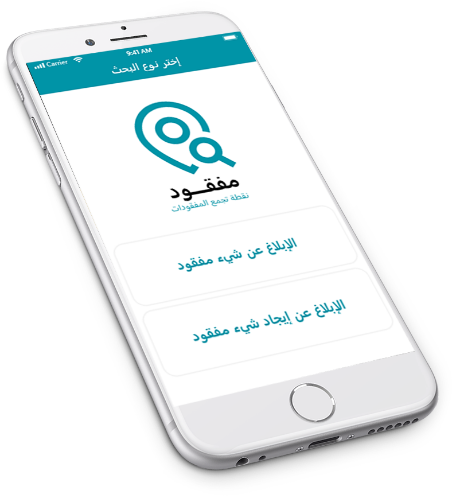 Carrier 9:41 AM
إختر نوع البحث
مفقـــود
نقطة تجمع المفقودات
الإبلاغ عن شيء مفقود
الإبلاغ عن إيجاد شيء مفقود